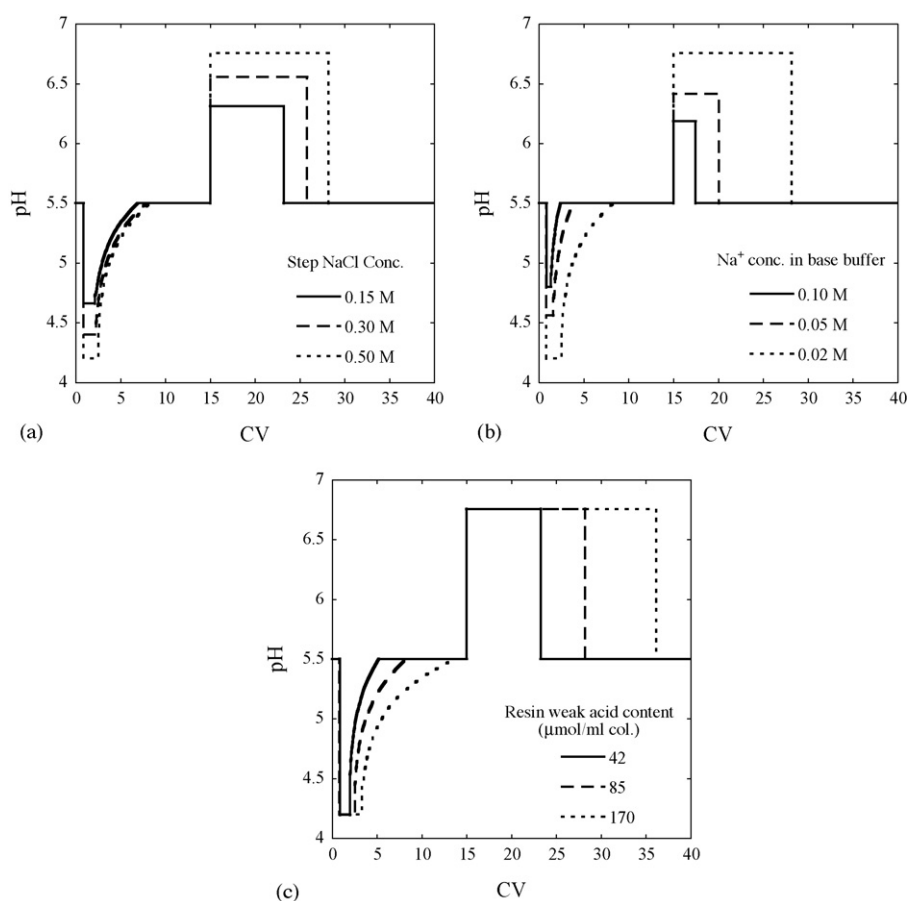 7
6.5
6
5.5
5
4.5
4
pH
0 5 10 15 20 25 30 35 40
CV
Step NaCl Conc.
0.15 M
0.30 M
0.50 M
(a)
7
6.5
6
5.5
5
4.5
4
pH
0 5 10 15 20 25 30 35 40
CV
Na⁺ conc. in base buffer
0.10 M
0.05 M
0.02 M
(b)
7
6.5
6
5.5
5
4.5
4
pH
0 5 10 15 20 25 30 35 40
CV
Resin weak acid content
(μmol/ml col.)
42
85
170
(c)